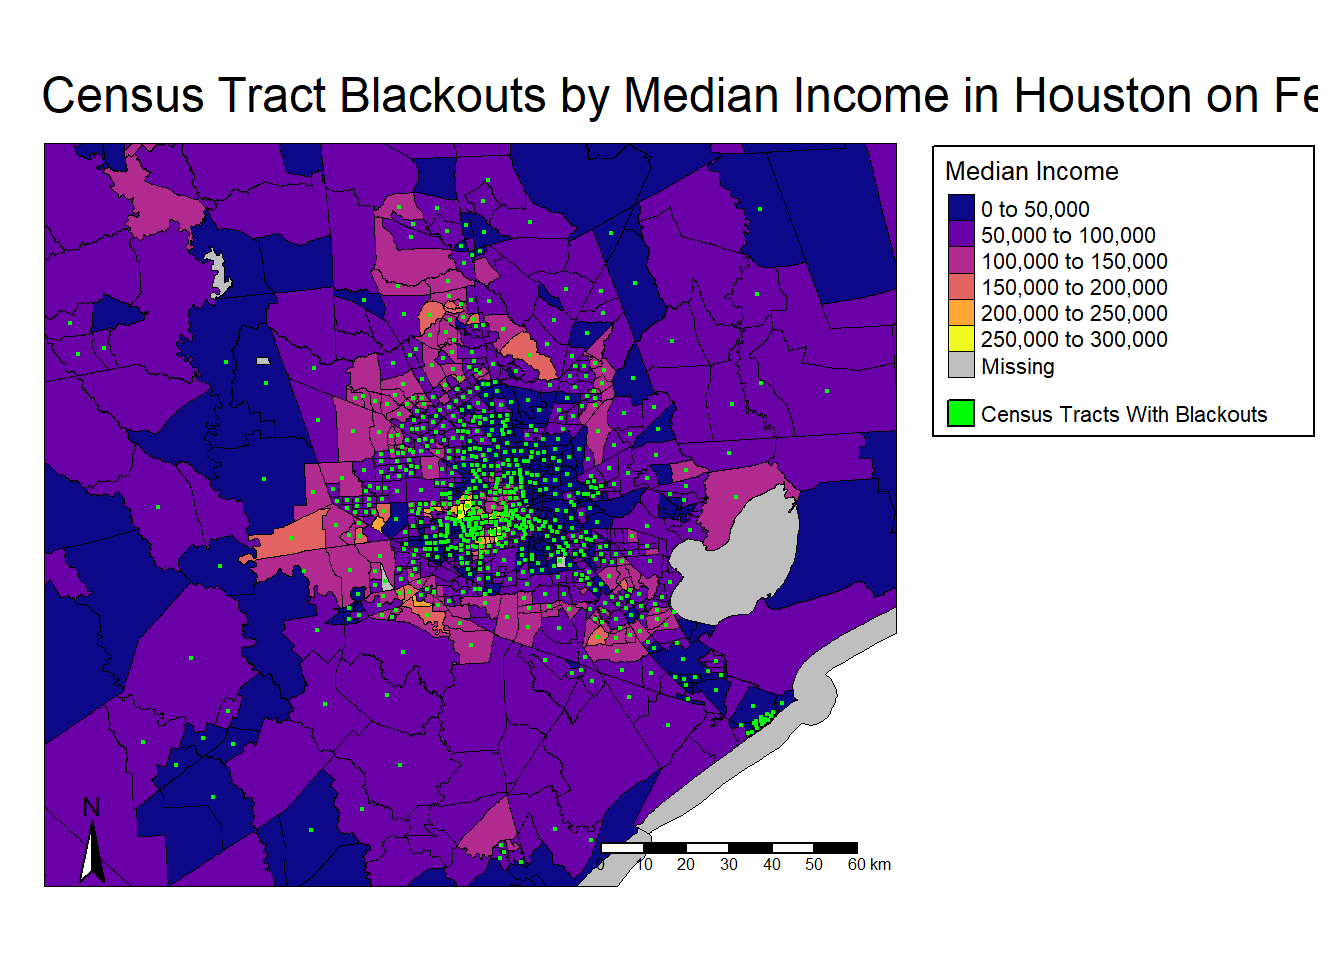 Census Tract Blackouts by Median Income in Houston on Fe
Median Income
0 to 50,000
50,000 to 100,000
100,000 to 150,000
150,000 to 200,000
200,000 to 250,000
250,000 to 300,000
Missing
Census Tracts With Blackouts
N
0 10 20 30 40 50 60 km